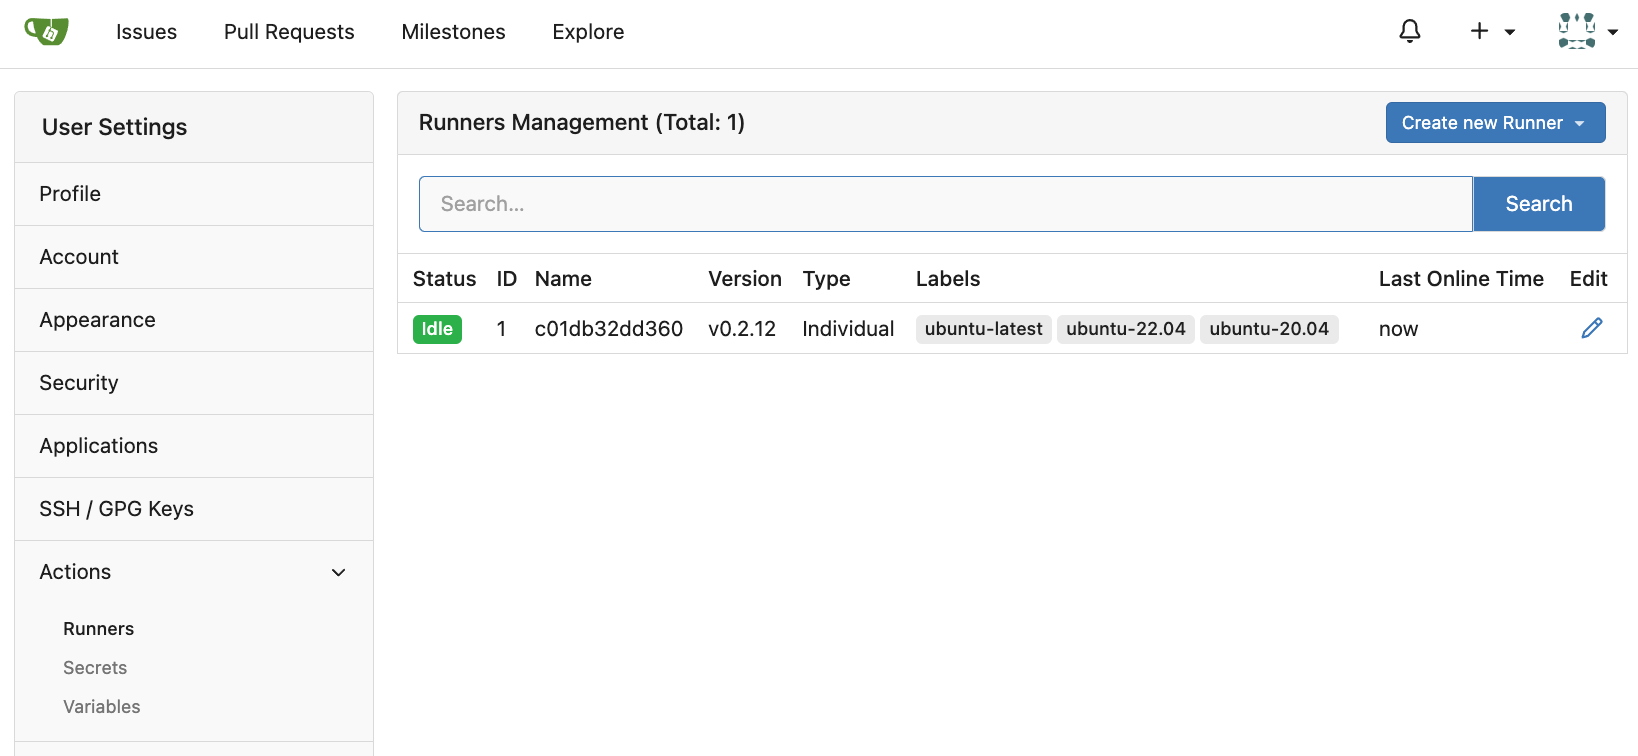 Issues Pull Requests Milestones Explore
User Settings
Profile
Account
Appearance
Security
Applications
SSH / GPG Keys
Actions
Runners
Secrets
Variables
Runners Management (Total: 1)
Create new Runner
Search...
Search
Status ID Name Version Type Labels Last Online Time Edit
Idle 1 c01db32dd360 v0.2.12 Individual ubuntu-latest ubuntu-22.04 ubuntu-20.04 now